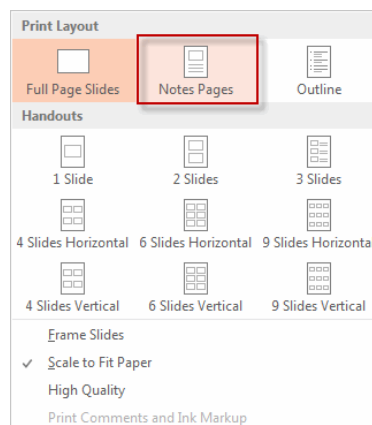 Print Layout
Full Page Slides Notes Pages Outline
Handouts
1 Slide 2 Slides 3 Slides
4 Slides Horizontal 6 Slides Horizontal 9 Slides Horizonta
4 Slides Vertical 6 Slides Vertical 9 Slides Vertical
Frame Slides
Scale to Fit Paper
High Quality
Print Comments and Ink Markup